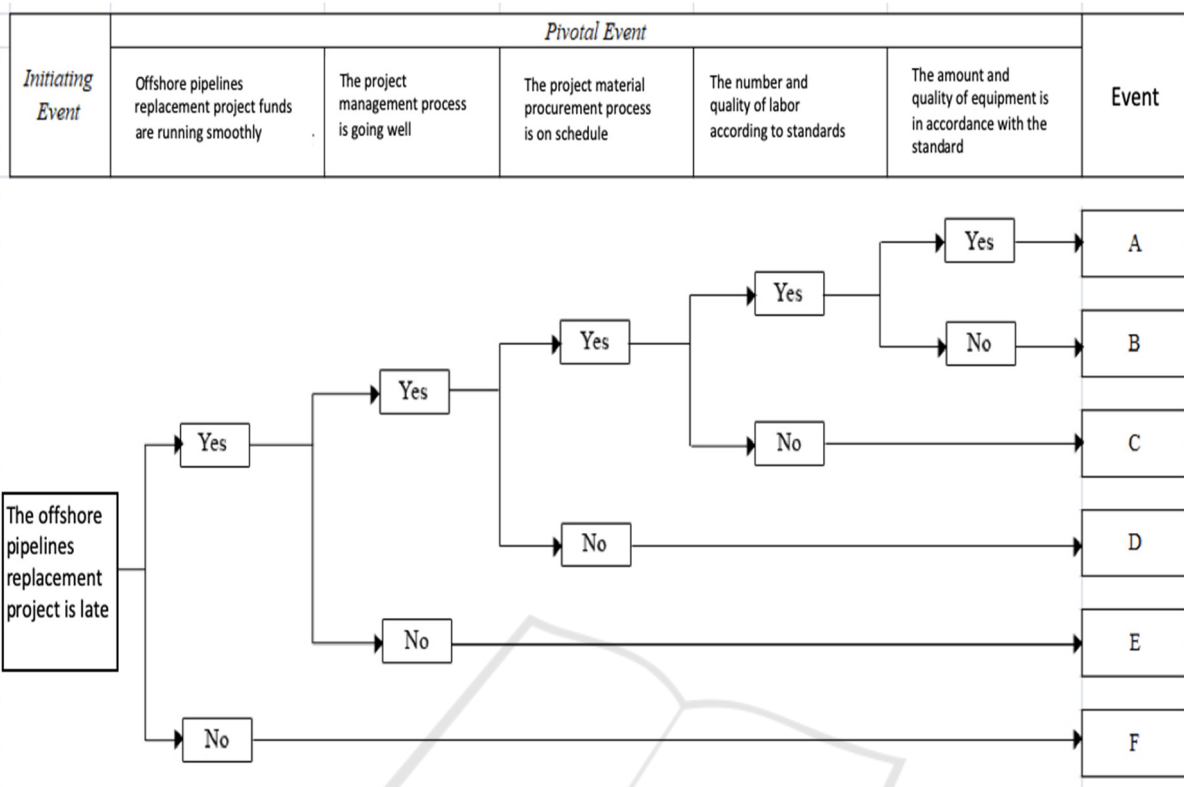 Pivotal Event
Initiating
Event
Offshore pipelines
replacement project funds
are running smoothly
The project
management process
is going well
The project material
procurement process
is on schedule
The number and
quality of labor
according to standards
The amount and
quality of equipment is
in accordance with the
standard
Event
Yes
A
Yes
Yes
No
B
Yes
Yes
No
C
The offshore
pipelines
replacement
project is late
No
D
No
E
No
F